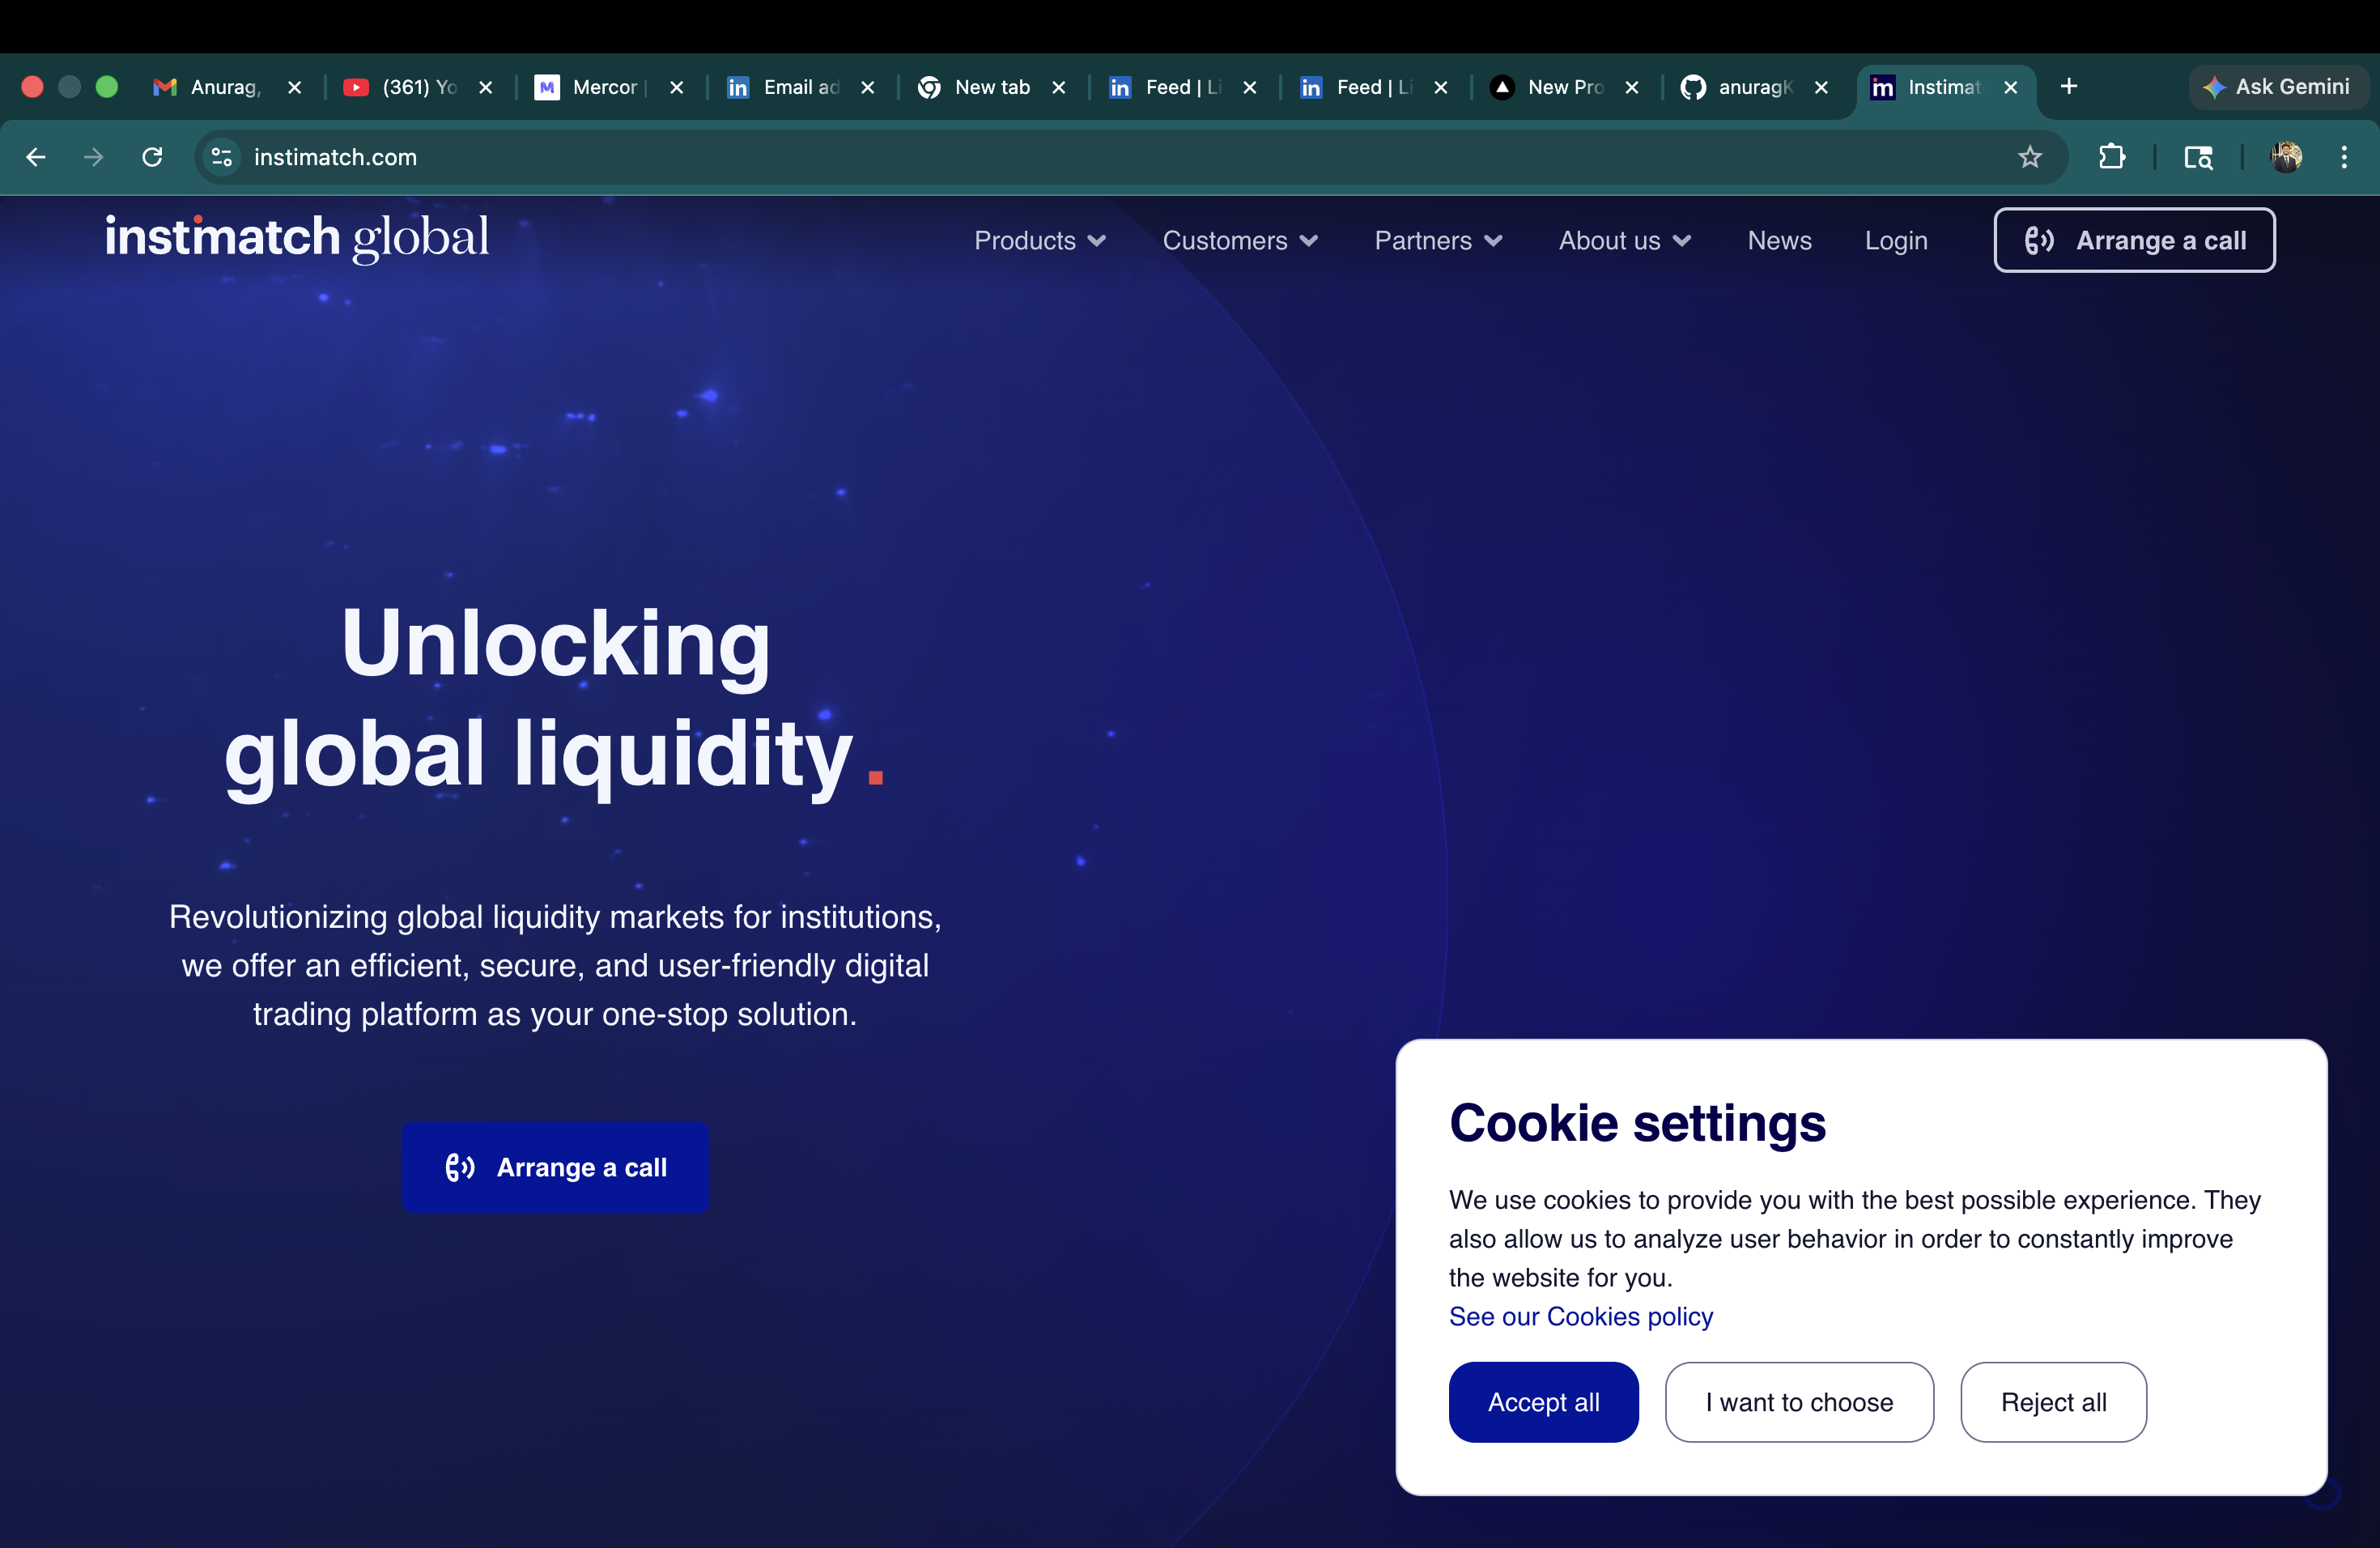 Anurag,
(361) Yo
Mercor |
Email ad
New tab
Feed | Li
Feed | Li
New Pro
anuragK
Instimat
Ask Gemini
instimatch.com
instimatch global
Products
Customers
Partners
About us
News
Login
Arrange a call
Unlocking
global liquidity.
Revolutionizing global liquidity markets for institutions,
we offer an efficient, secure, and user-friendly digital
trading platform as your one-stop solution.
Arrange a call
Cookie settings
We use cookies to provide you with the best possible experience. They
also allow us to analyze user behavior in order to constantly improve
the website for you.
See our Cookies policy
Accept all
I want to choose
Reject all